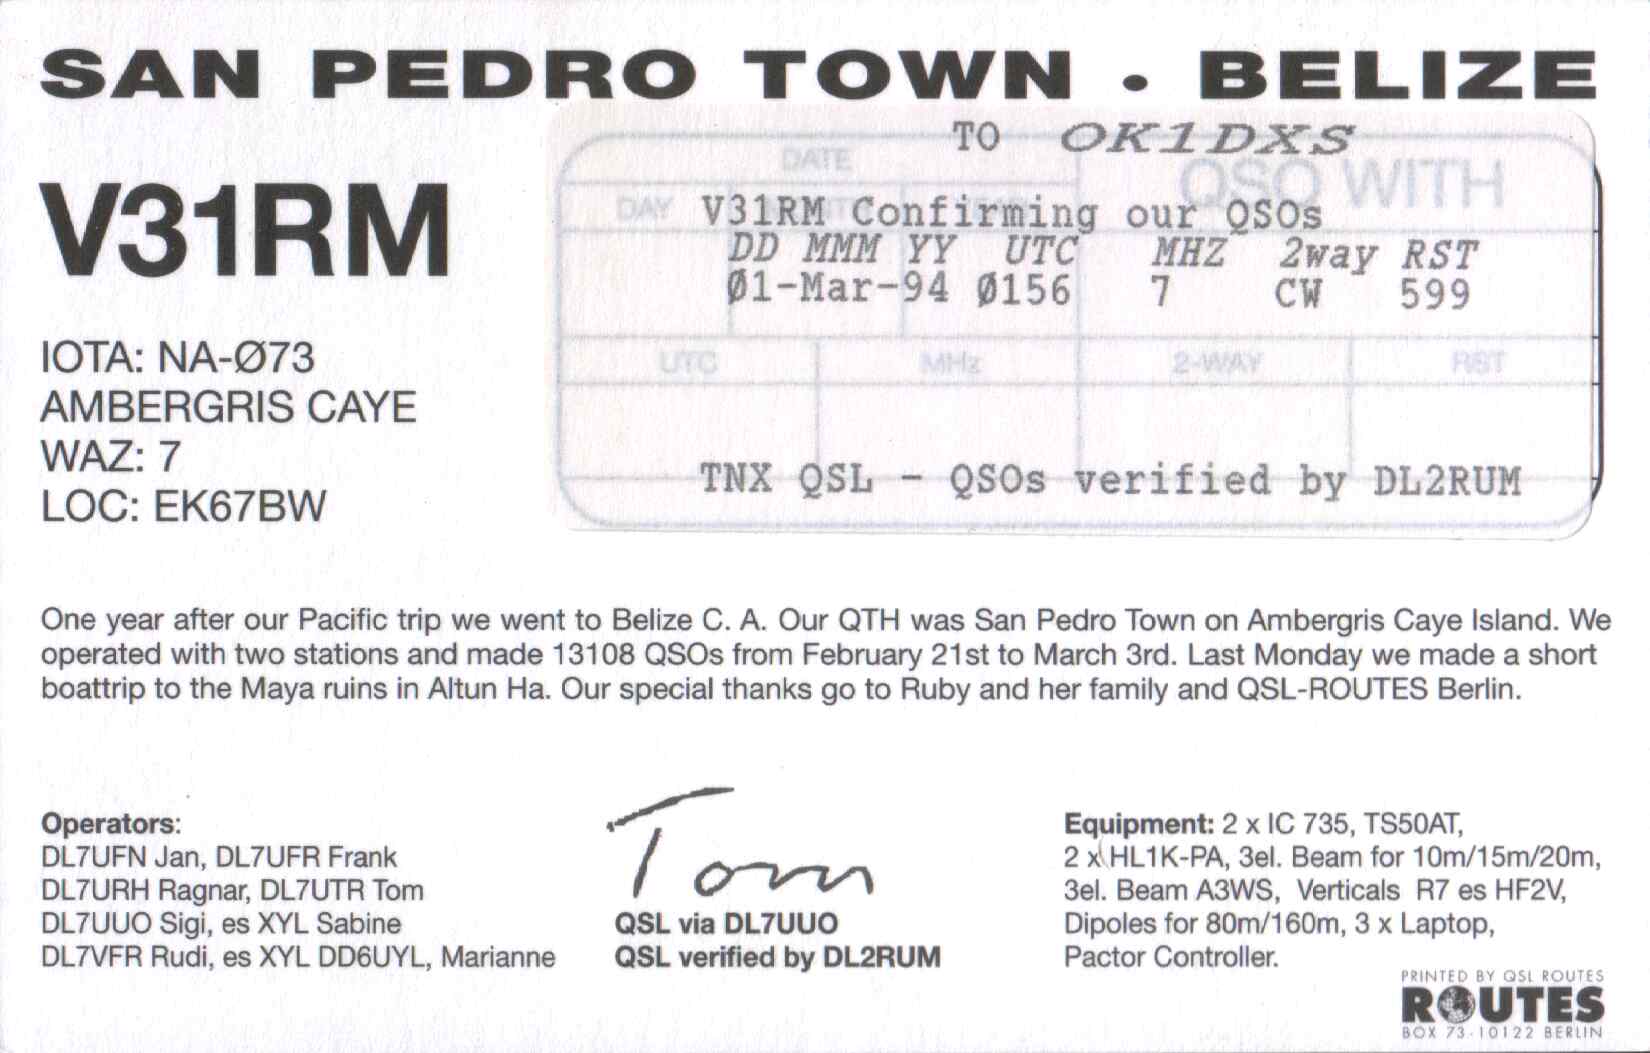 SAN PEDRO TOWN • BELIZE
V31RM
IOTA: NA-Ø73
AMBERGRIS CAYE
WAZ: 7
LOC: EK67BW
TO OK1DXS
DATE
QSO WITH
DAY
V31RM Confirming our QSOs
DD MMM YY UTC MHZ 2way RST
Ø1-Mar-94 Ø156 7 CW 599
UTC MHz 2-WAY RST
TNX QSL - QSOs verified by DL2RUM
One year after our Pacific trip we went to Belize C. A. Our QTH was San Pedro Town on Ambergris Caye Island. We
operated with two stations and made 13108 QSOs from February 21st to March 3rd. Last Monday we made a short
boattrip to the Maya ruins in Altun Ha. Our special thanks go to Ruby and her family and QSL-ROUTES Berlin.
Operators:
DL7UFN Jan, DL7UFR Frank
DL7URH Ragnar, DL7UTR Tom
DL7UUO Sigi, es XYL Sabine
DL7VFR Rudi, es XYL DD6UYL, Marianne
Tom
QSL via DL7UUO
QSL verified by DL2RUM
Equipment: 2 x IC 735, TS50AT,
2 x HL1K-PA, 3el. Beam for 10m/15m/20m,
3el. Beam A3WS, Verticals R7 es HF2V,
Dipoles for 80m/160m, 3 x Laptop,
Pactor Controller.
PRINTED BY QSL ROUTES
ROUTES
BOX 73-10122 BERLIN